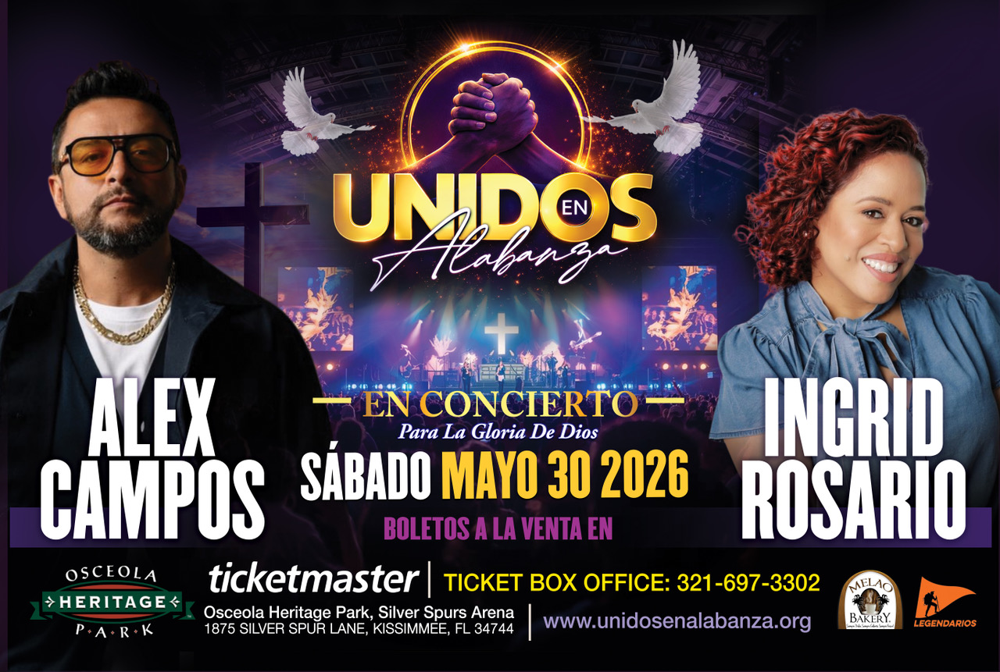 UNIDOS
EN
Alabanza
EN CONCIERTO
Para La Gloria De Dios
SÁBADO MAYO 30 2026
BOLETOS A LA VENTA EN
ALEX
CAMPOS
INGRID
ROSARIO
OSCEOLA
HERITAGE
P·A·R·K
ticketmaster | TICKET BOX OFFICE: 321-697-3302
Osceola Heritage Park, Silver Spurs Arena
1875 SILVER SPUR LANE, KISSIMMEE, FL 34744
www.unidosenalabanza.org
MELAO
BAKERY
LEGENDARIOS